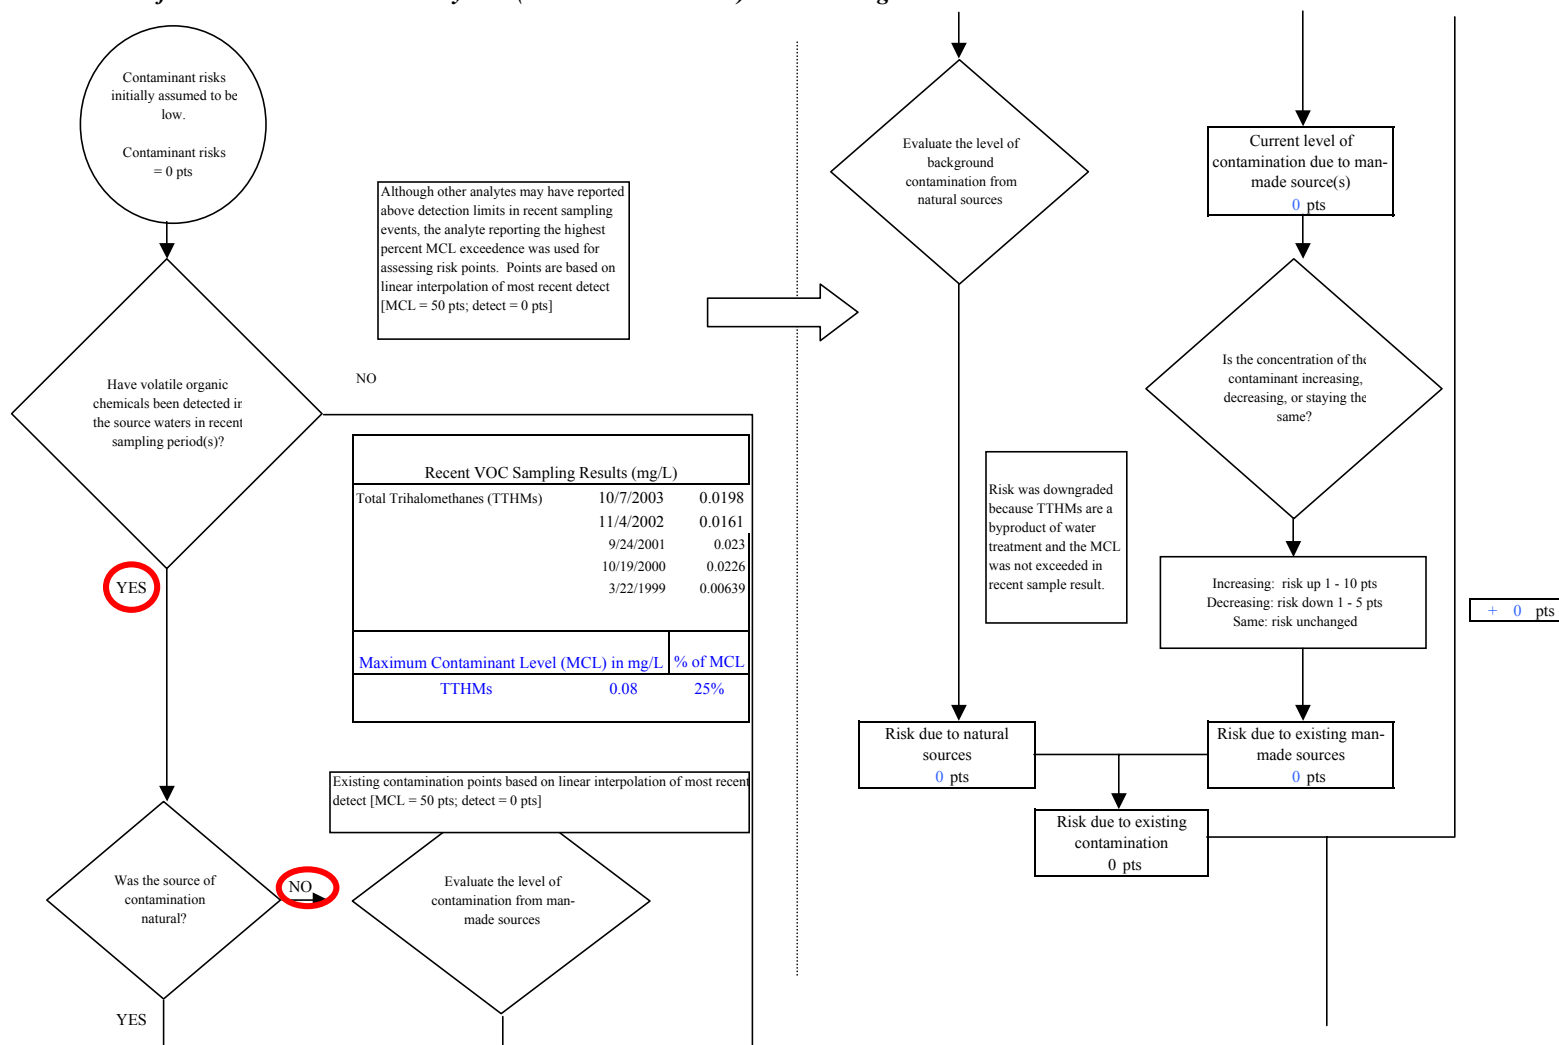 Contaminant risks
initially assumed to be
low.
Contaminant risks
= 0 pts
Although other analytes may have reported
above detection limits in recent sampling
events, the analyte reporting the highest
percent MCL exceedence was used for
assessing risk points.  Points are based on
linear interpolation of most recent detect
[MCL = 50 pts; detect = 0 pts]
NO
Have volatile organic
chemicals been detected in
the source waters in recent
sampling period(s)?
YES
Recent VOC Sampling Results (mg/L)
Total Trihalomethanes (TTHMs) 10/7/2003 0.0198
11/4/2002 0.0161
9/24/2001 0.023
10/19/2000 0.0226
3/22/1999 0.00639
Maximum Contaminant Level (MCL) in mg/L % of MCL
TTHMs 0.08 25%
Existing contamination points based on linear interpolation of most recent
detect [MCL = 50 pts; detect = 0 pts]
Was the source of
contamination
natural?
NO
YES
Evaluate the level of
contamination from man-
made sources
Evaluate the level of
background
contamination from
natural sources
Current level of
contamination due to man-
made source(s)
0 pts
Is the concentration of the
contaminant increasing,
decreasing, or staying the
same?
Risk was downgraded
because TTHMs are a
byproduct of water
treatment and the MCL
was not exceeded in
recent sample result.
Increasing:  risk up 1 - 10 pts
Decreasing: risk down 1 - 5 pts
Same: risk unchanged
+ 0 pts
Risk due to natural
sources
0 pts
Risk due to existing man-
made sources
0 pts
Risk due to existing
contamination
0 pts